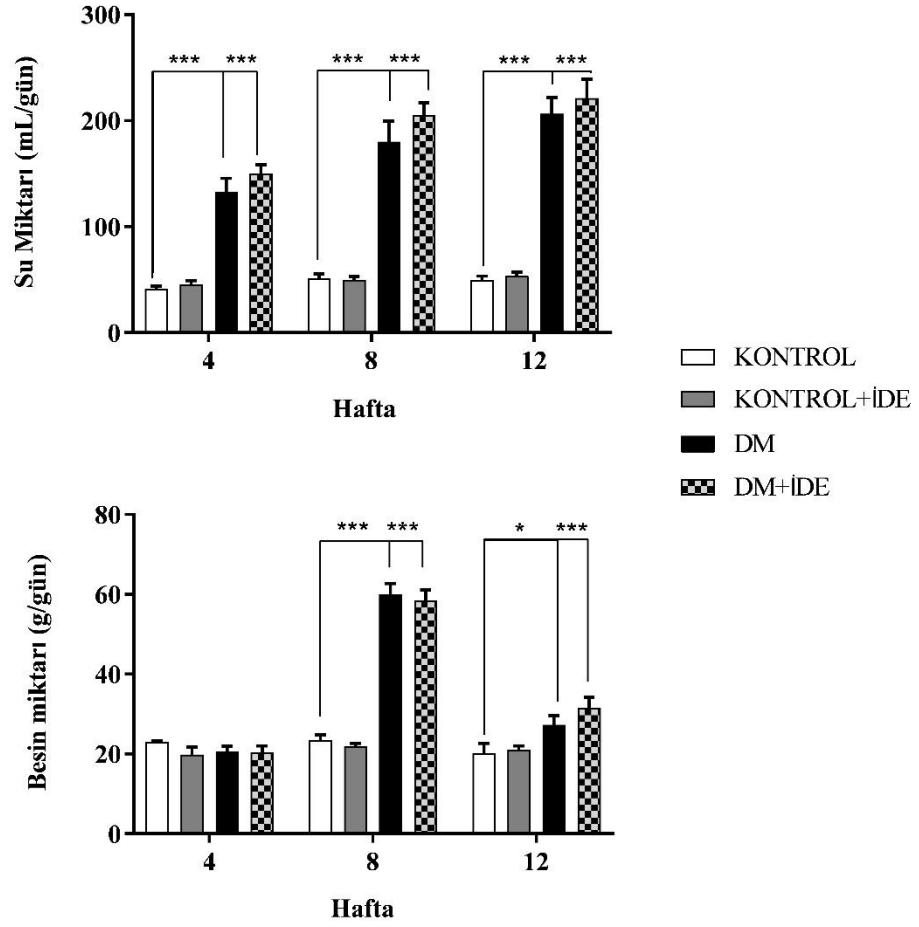 Su Miktarı (mL/gün)
300
200
100
0
*** ***
*** ***
*** ***
4 8 12
Hafta
KONTROL
KONTROL+İDE
DM
DM+İDE
Besin miktarı (g/gün)
80
60
40
20
0
*** ***
* ***
4 8 12
Hafta